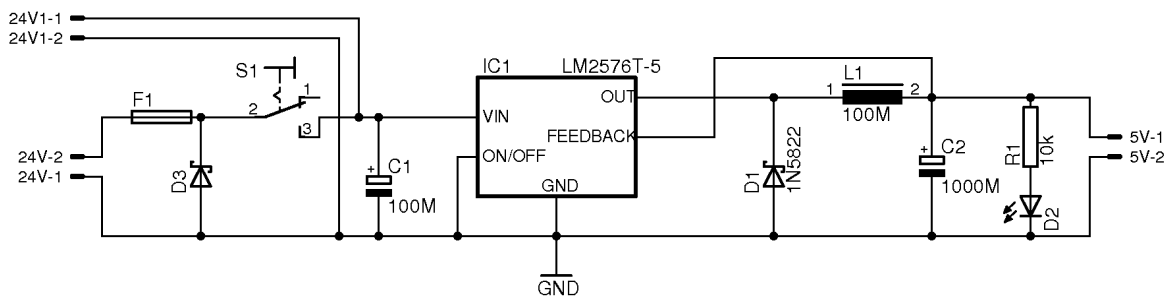 24V1-1
24V1-2
S1
IC1
LM2576T-5
L1
F1
1
2
3
VIN
OUT
1
2
100M
FEEDBACK
ON/OFF
GND
24V-2
24V-1
D3
+
C1
100M
D1
1N5822
+
C2
1000M
R1
10k
D2
5V-1
5V-2
GND